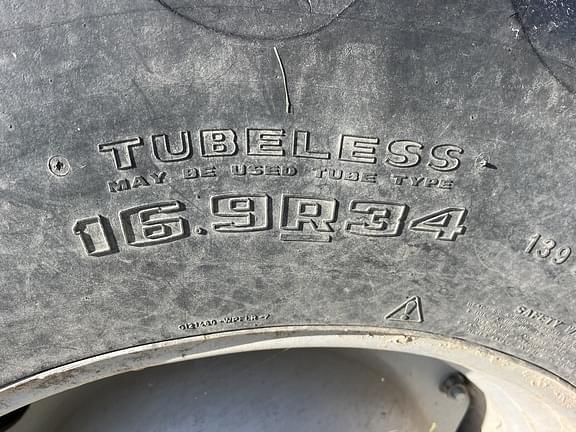 TUBELESS
MAY BE USED TUBE TYPE
16.9R34
139
SAFETY